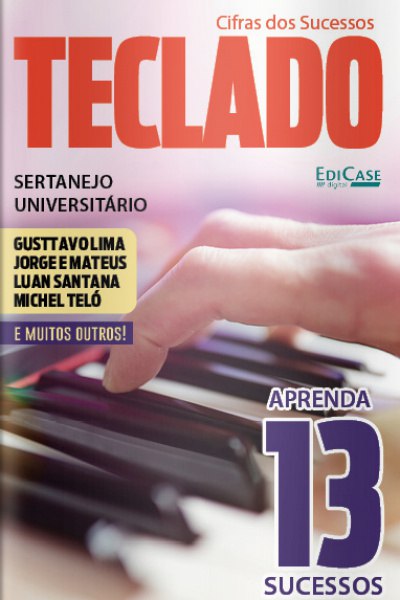 Cifras dos Sucessos
TECLADO
EDICASE
digital
SERTANEJO
UNIVERSITÁRIO
GUSTTAVO LIMA
JORGE E MATEUS
LUAN SANTANA
MICHEL TELÓ
E MUITOS OUTROS!
APRENDA
13
SUCESSOS